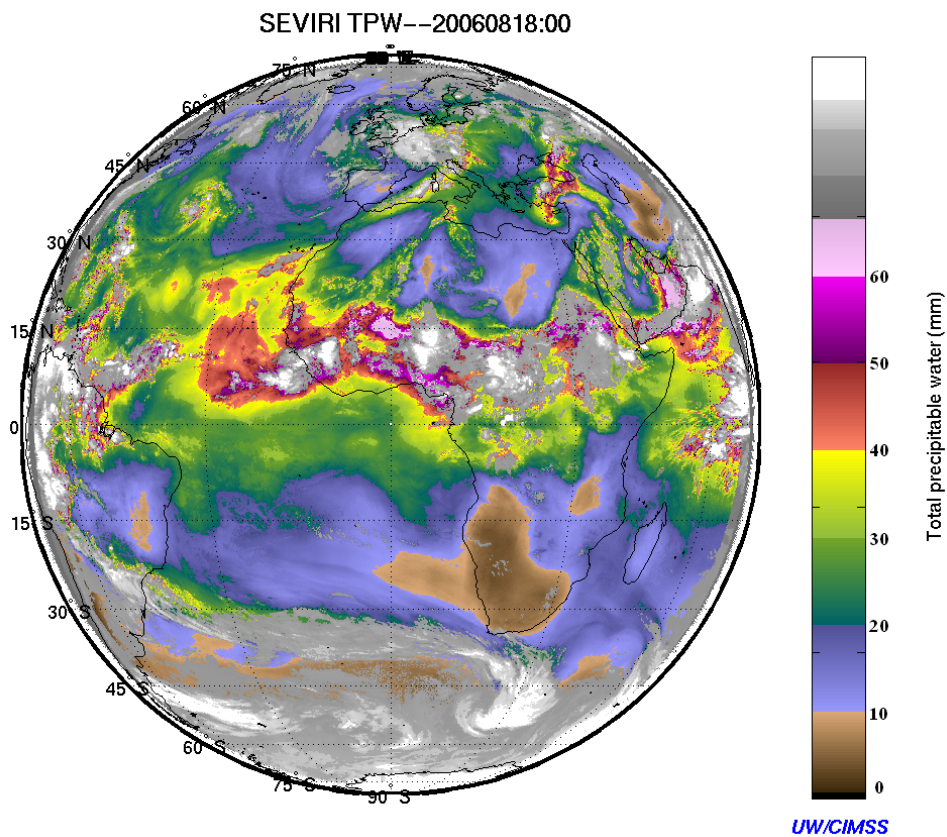 SEVIRI TPW--20060818:00
75° N
60° N
45° N
30° N
15° N
0°
15° S
30° S
45° S
60° S
75° S
90° S
60
50
40
30
20
10
0
Total precipitable water (mm)
UW/CIMSS